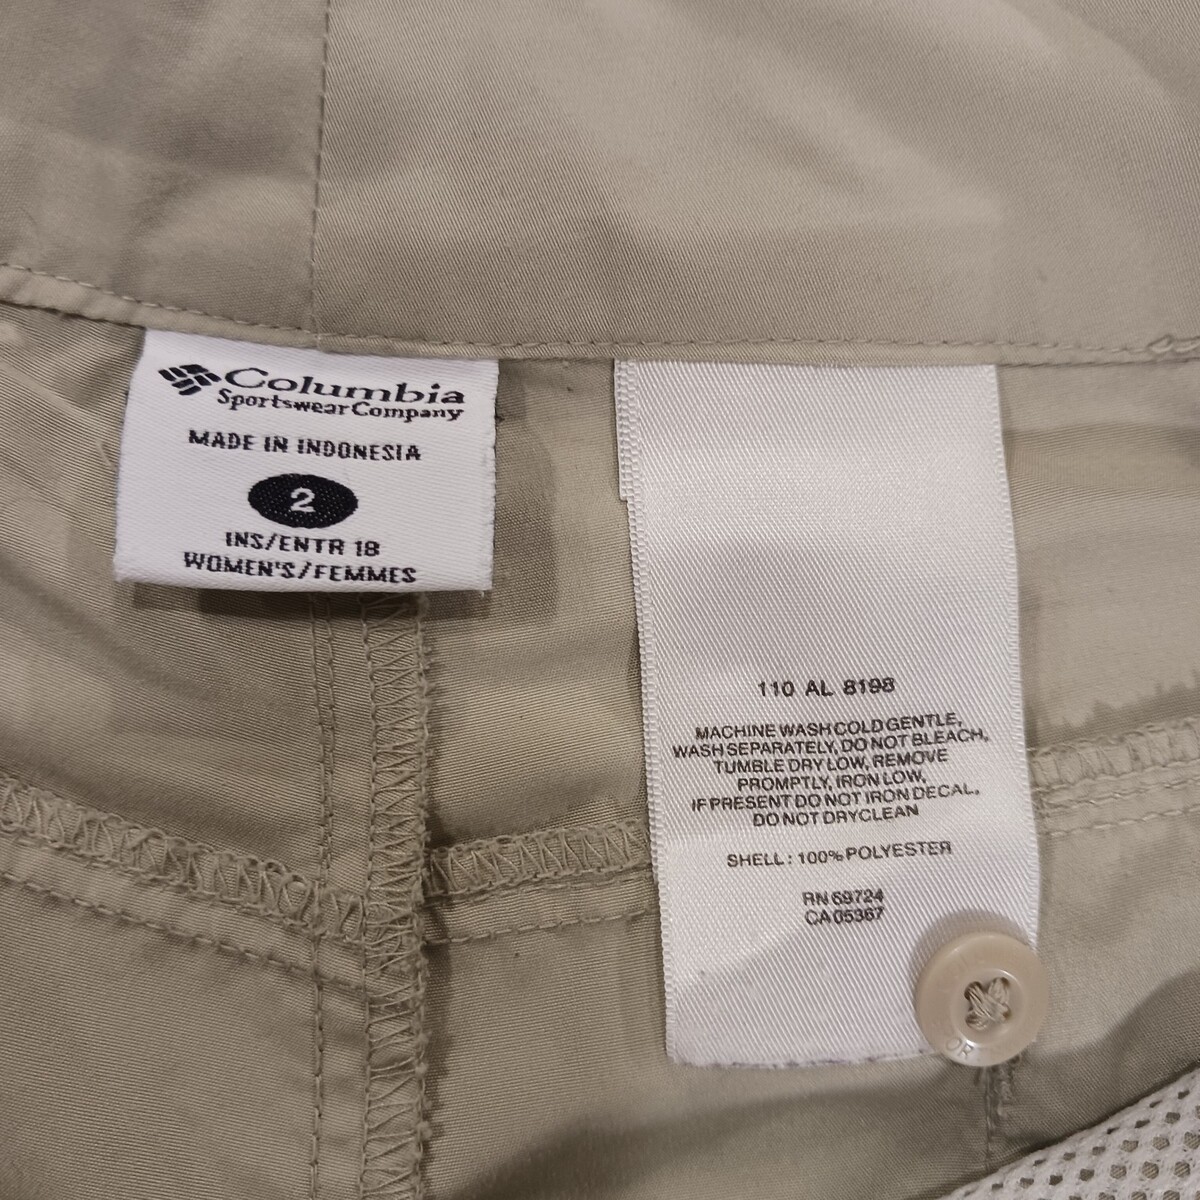 Columbia
Sportswear Company
MADE IN INDONESIA
2
INS/ENTR 18
WOMEN'S/FEMMES
110 AL 8198
MACHINE WASH COLD GENTLE,
WASH SEPARATELY, DO NOT BLEACH,
TUMBLE DRY LOW, REMOVE
PROMPTLY, IRON LOW,
IF PRESENT DO NOT IRON DECAL,
DO NOT DRYCLEAN
SHELL: 100% POLYESTER
RN 69724
CA 05367